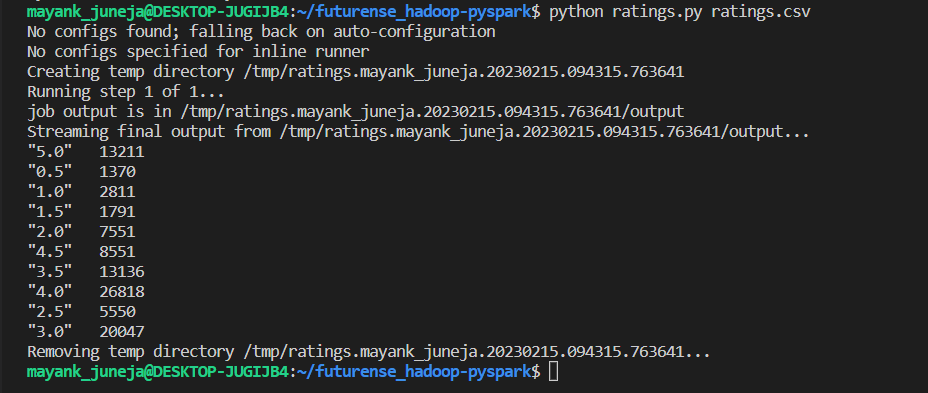 mayank_juneja@DESKTOP-JUGIJB4:~/futurense_hadoop-pyspark$ python ratings.py ratings.csv
No configs found; falling back on auto-configuration
No configs specified for inline runner
Creating temp directory /tmp/ratings.mayank_juneja.20230215.094315.763641
Running step 1 of 1...
job output is in /tmp/ratings.mayank_juneja.20230215.094315.763641/output
Streaming final output from /tmp/ratings.mayank_juneja.20230215.094315.763641/output...
"5.0"   13211
"0.5"   1370
"1.0"   2811
"1.5"   1791
"2.0"   7551
"4.5"   8551
"3.5"   13136
"4.0"   26818
"2.5"   5550
"3.0"   20047
Removing temp directory /tmp/ratings.mayank_juneja.20230215.094315.763641...
mayank_juneja@DESKTOP-JUGIJB4:~/futurense_hadoop-pyspark$